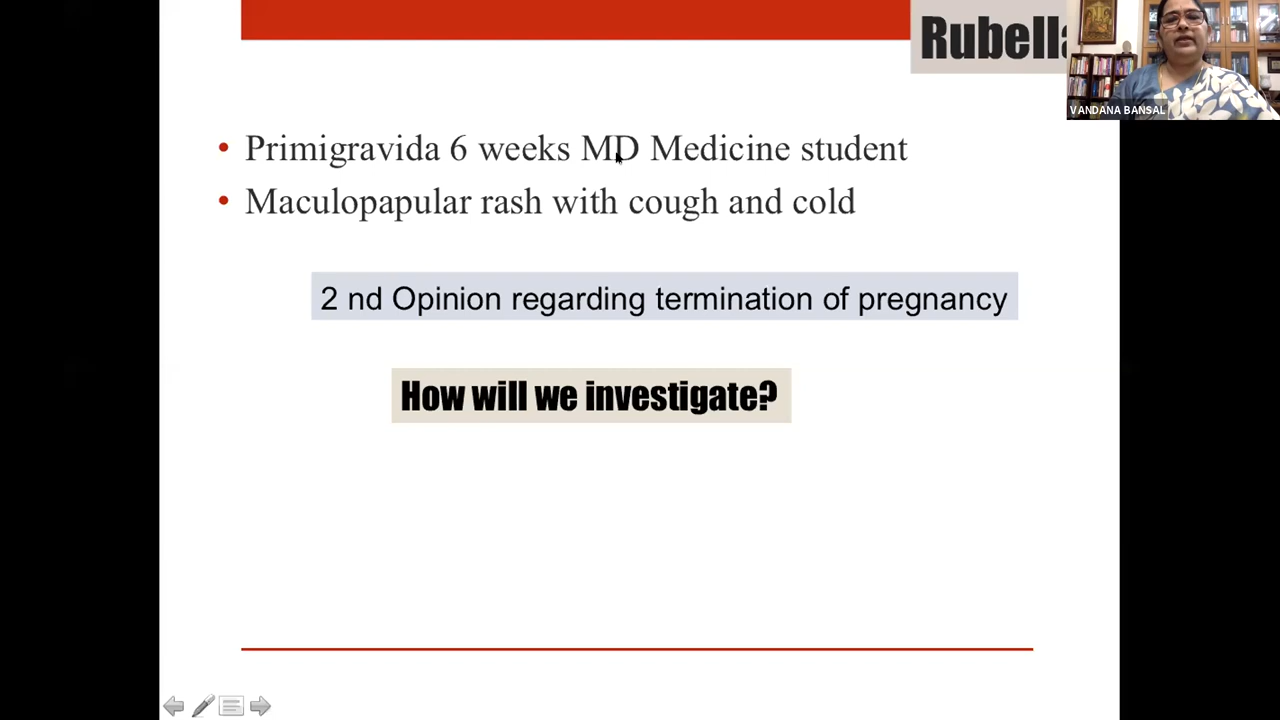 Rubella
VANDANA BANSAL
• Primigravida 6 weeks MD Medicine student
• Maculopapular rash with cough and cold
2 nd Opinion regarding termination of pregnancy
How will we investigate?